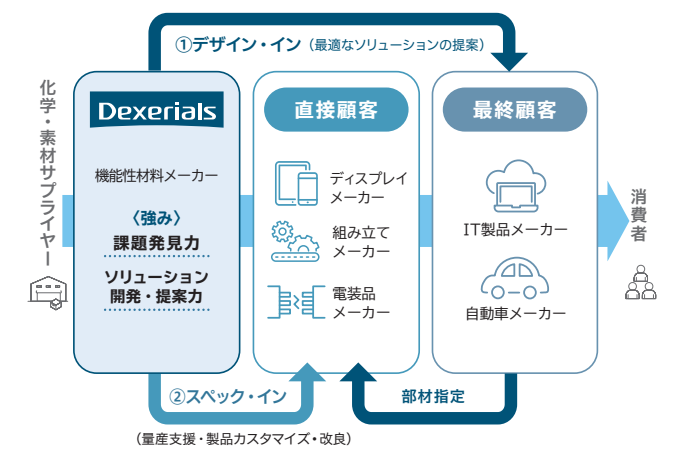 ①デザイン・イン（最適なソリューションの提案）
化学・素材サプライヤー
Dexerials
機能性材料メーカー
〈強み〉
課題発見力
ソリューション
開発・提案力
直接顧客
ディスプレイ
メーカー
組み立て
メーカー
電装品
メーカー
最終顧客
IT製品メーカー
自動車メーカー
消費者
②スペック・イン
（量産支援・製品カスタマイズ・改良）
部材指定